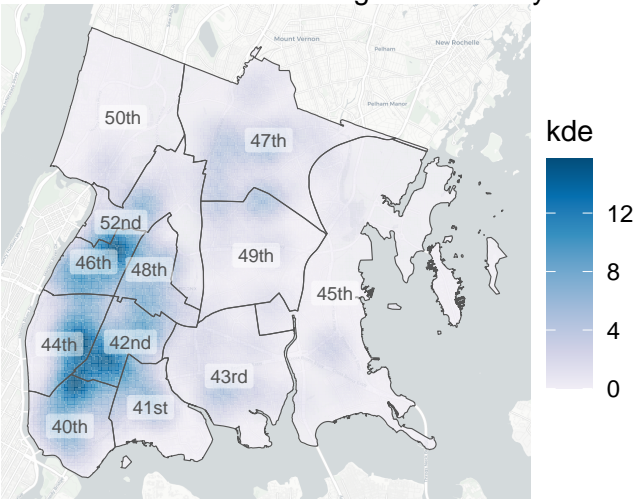 Mount Vernon
New Rochelle
Pelham
Pelham Manor
50th
47th
kde
12
8
4
0
52nd
46th
48th
49th
45th
44th
42nd
43rd
41st
40th